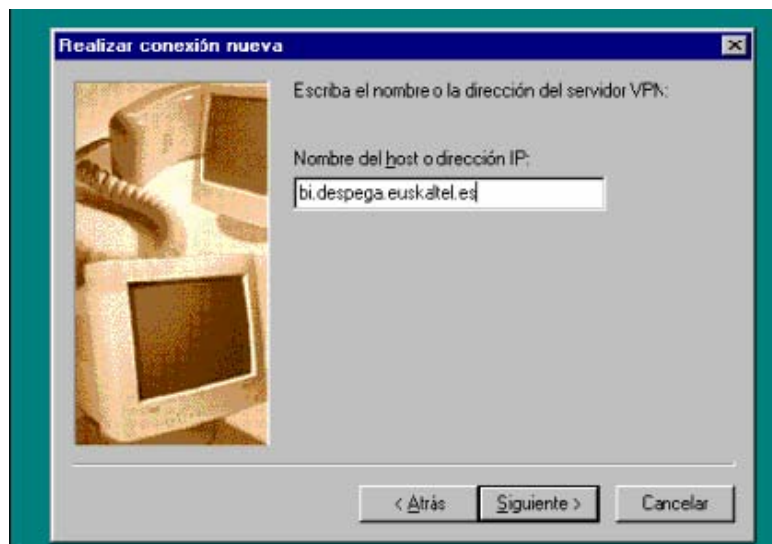 Realizar conexión nueva
Escriba el nombre o la dirección del servidor VPN:
Nombre del host o dirección IP:
bi.despega.euskaltel.es
< Atrás Siguiente > Cancelar